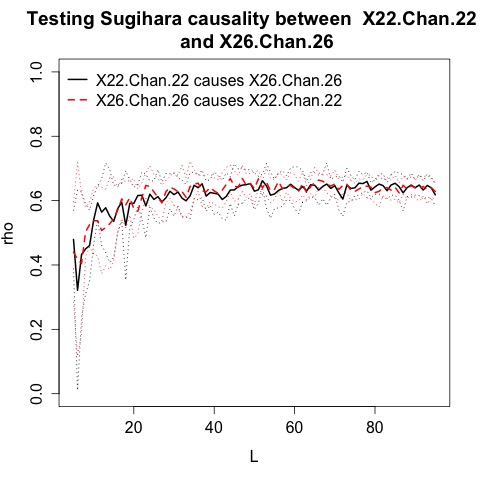 Testing Sugihara causality between X22.Chan.22
and X26.Chan.26
X22.Chan.22 causes X26.Chan.26
X26.Chan.26 causes X22.Chan.22
1.0
0.8
0.6
0.4
0.2
0.0
rho
20 40 60 80
L